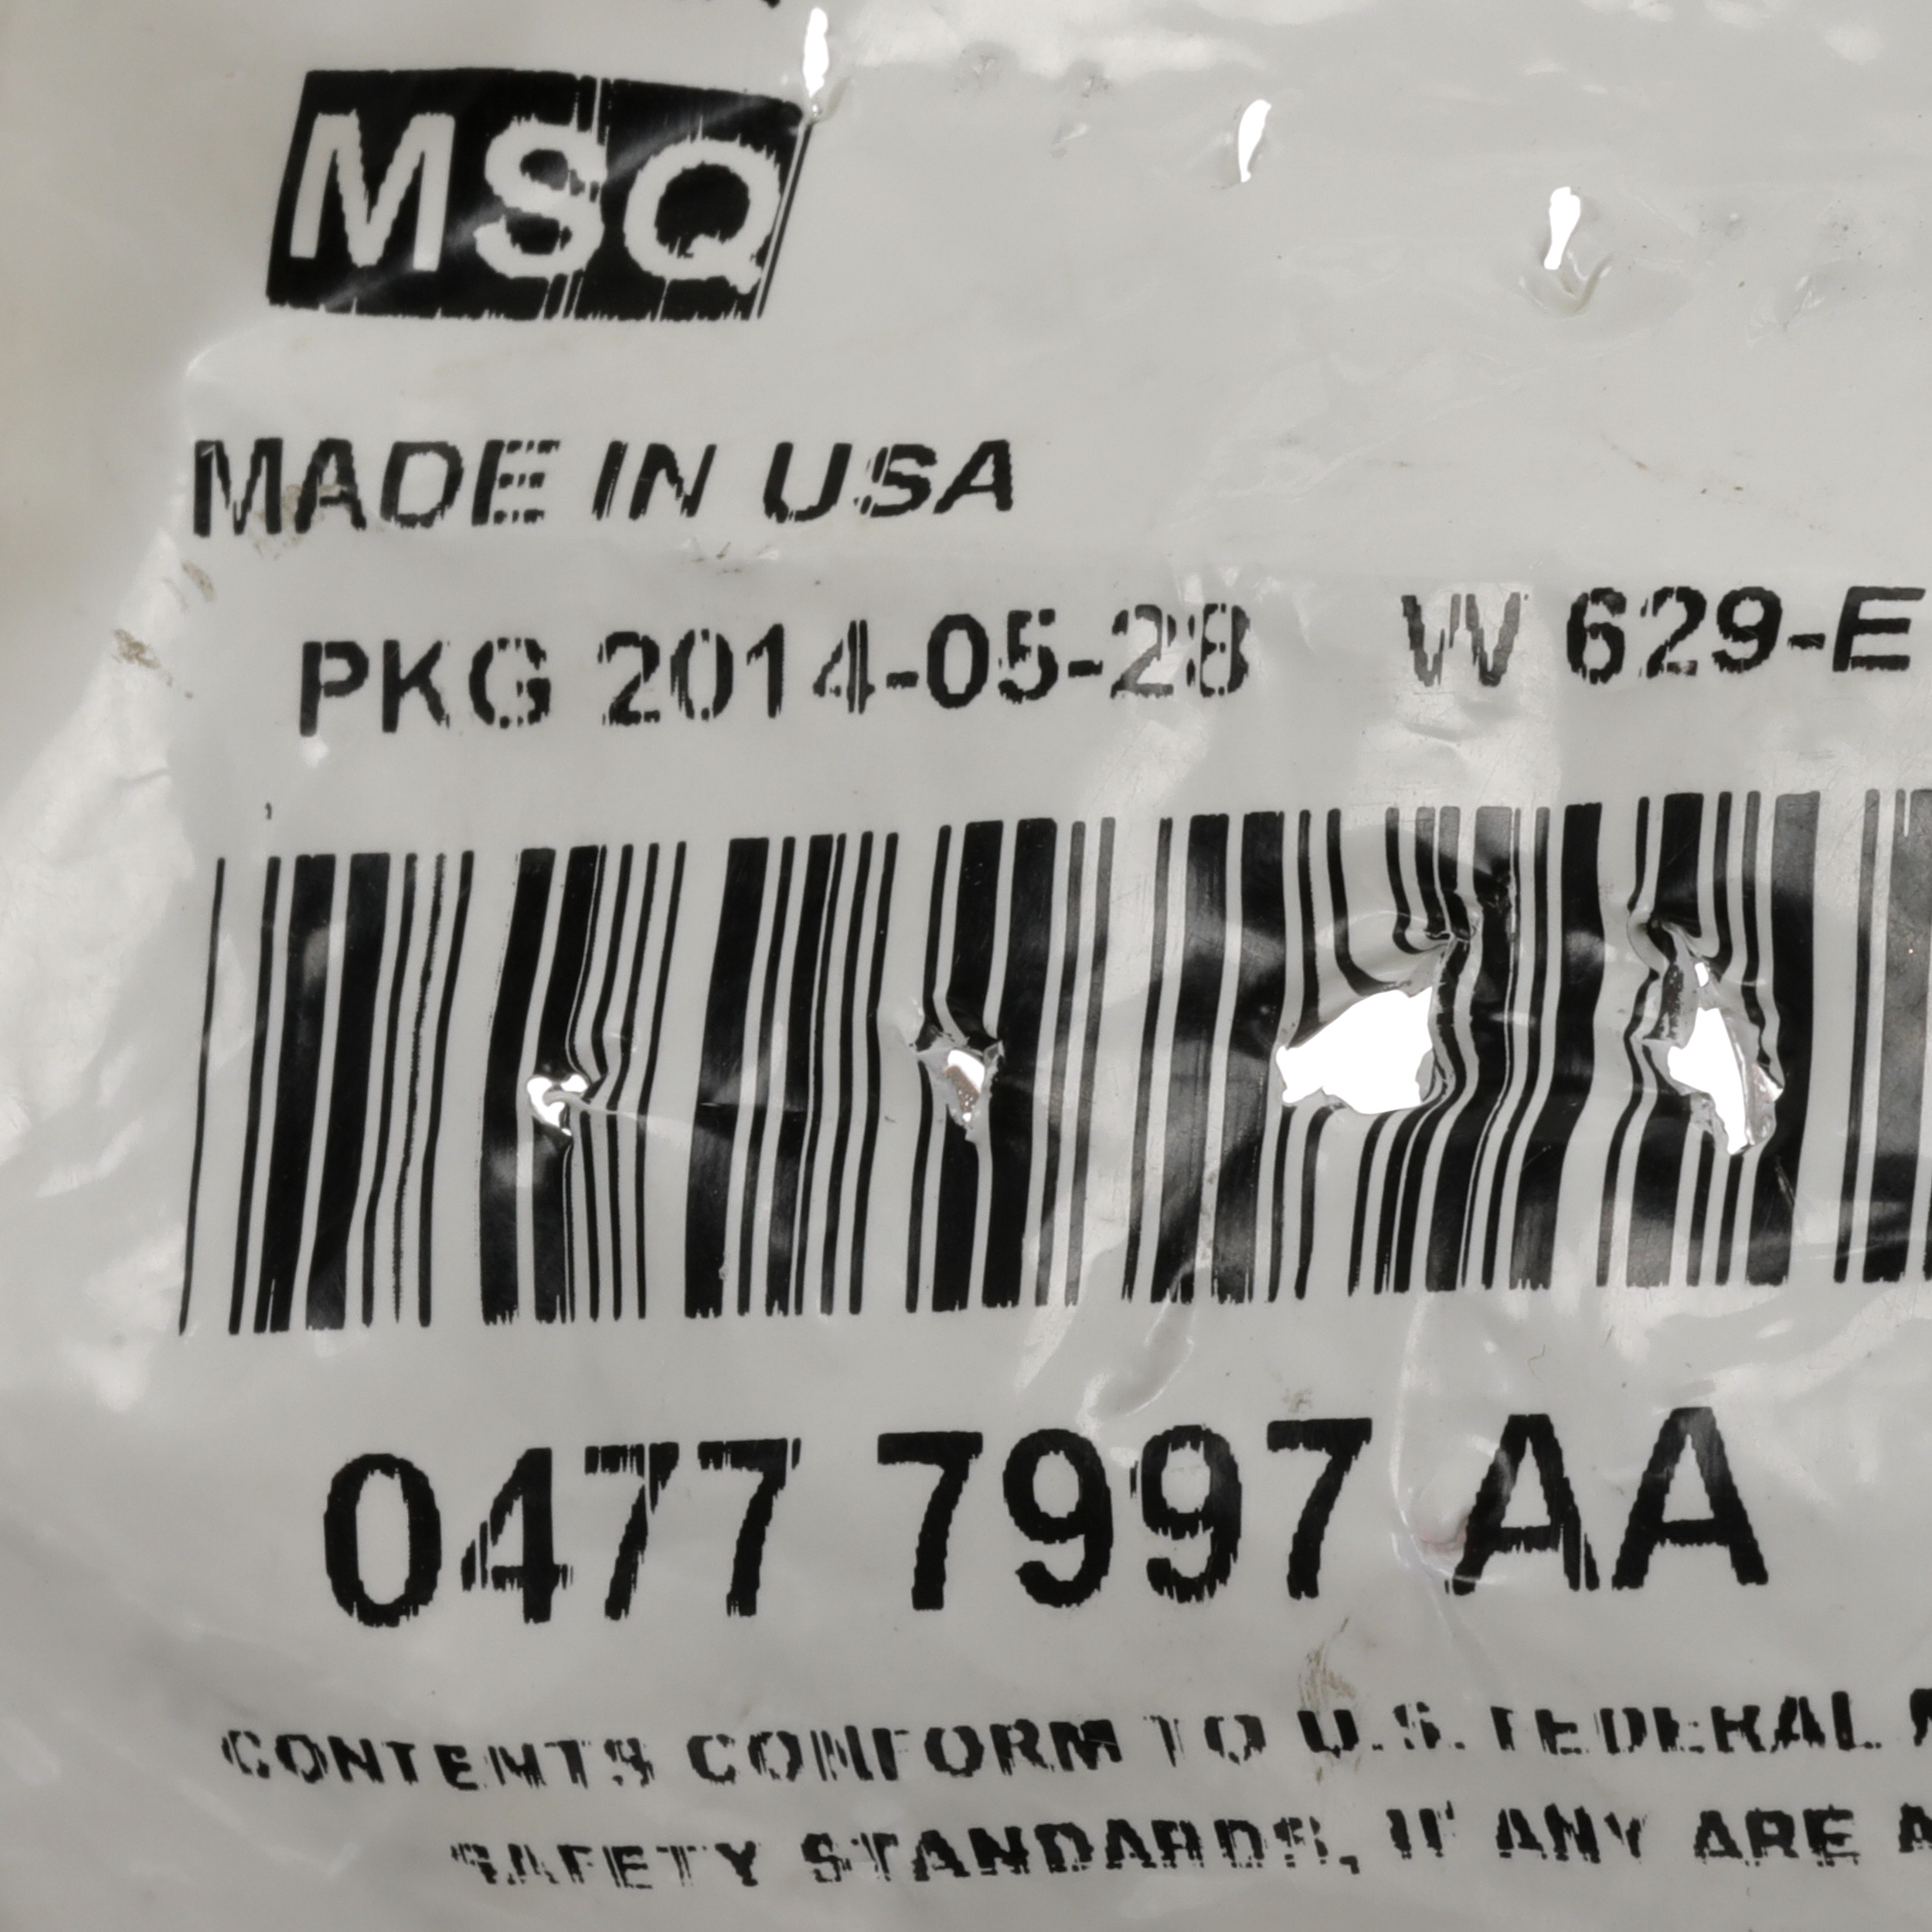 MSQ
MADE IN USA
PKG 2014-05-28 W 629-E
0477 7997 AA
CONTENTS CONFORM TO U.S. FEDERAL
SAFETY STANDARDS, IF ANY ARE A